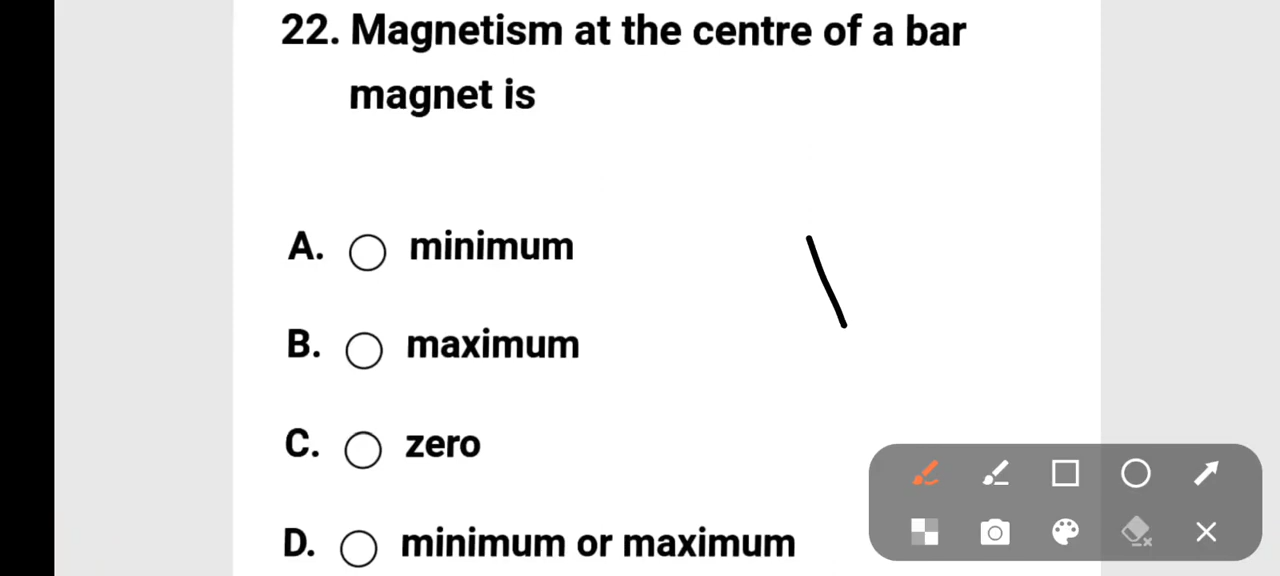 22. Magnetism at the centre of a bar
magnet is
A. minimum
B. maximum
C. zero
D. minimum or maximum